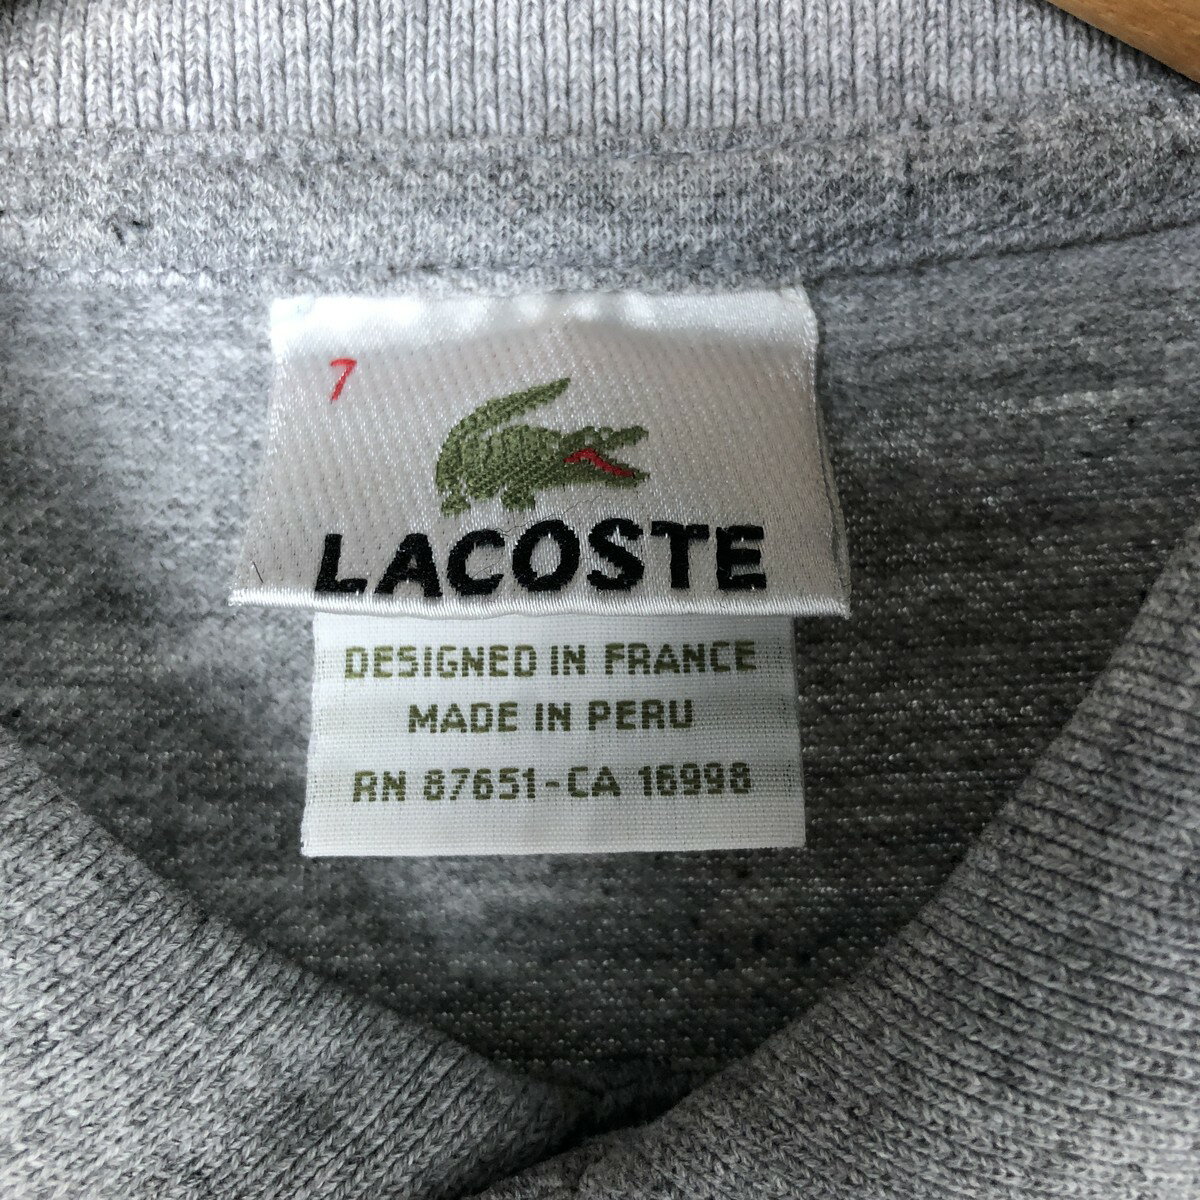 7
LACOSTE
DESIGNED IN FRANCE
MADE IN PERU
RN 87651-CA 16998